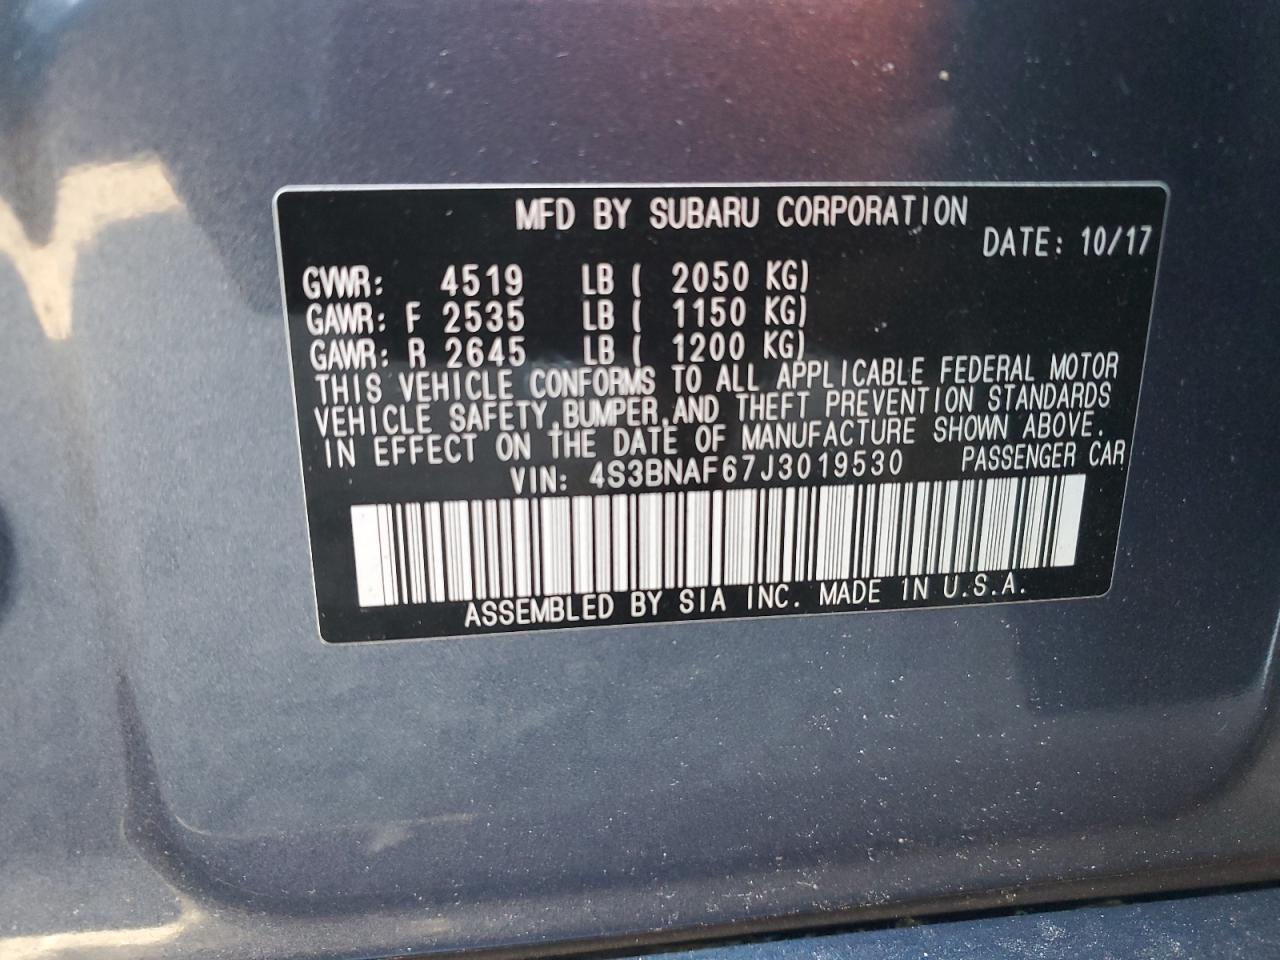 MFD BY SUBARU CORPORATION
DATE: 10/17
GVWR: 4519 LB ( 2050 KG)
GAWR: F 2535 LB ( 1150 KG)
GAWR: R 2645 LB ( 1200 KG)
THIS VEHICLE CONFORMS TO ALL APPLICABLE FEDERAL MOTOR
VEHICLE SAFETY,BUMPER,AND THEFT PREVENTION STANDARDS
IN EFFECT ON THE DATE OF MANUFACTURE SHOWN ABOVE.
VIN: 4S3BNAF67J3019530 PASSENGER CAR
ASSEMBLED BY SIA INC. MADE IN U.S.A.